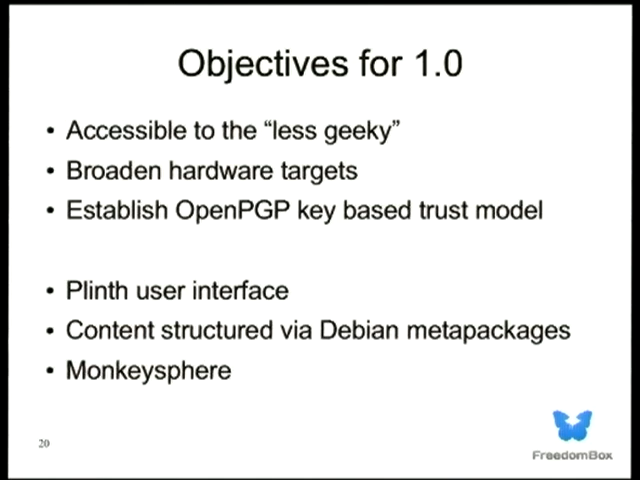 Objectives for 1.0
• Accessible to the “less geeky”
• Broaden hardware targets
• Establish OpenPGP key based trust model
• Plinth user interface
• Content structured via Debian metapackages
• Monkeysphere
20
FreedomBox